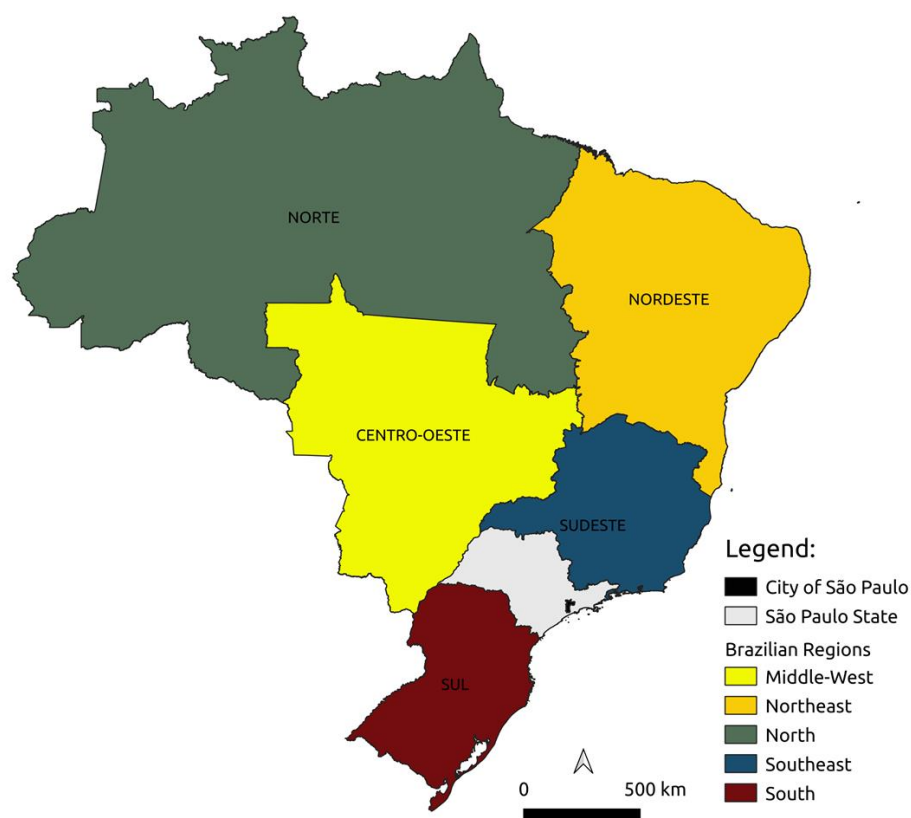 NORTE
NORDESTE
CENTRO-OESTE
SUDESTE
SUL
Legend:
City of São Paulo
São Paulo State
Brazilian Regions
Middle-West
Northeast
North
Southeast
South
0 500 km